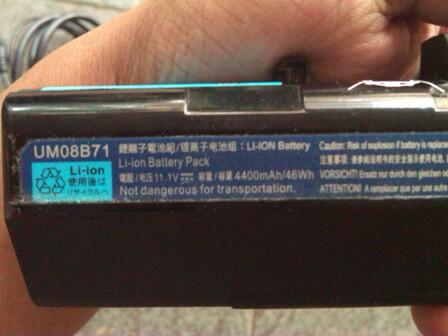 UM08B71
Li-ion
使用後は
リサイクルへ
鋰離子電池組/锂离子电池组 : LI-ION Battery
Li-ion Battery Pack
電壓/电压 11.1V⎓ 容量/容量 4400mAh/46Wh
Not dangerous for transportation.
Caution: Risk of explosion if battery is replace
注意事項:
VORSICHT! Ersatz nur durch den gleichen od
ATTENTION! A remplacer que par une aut